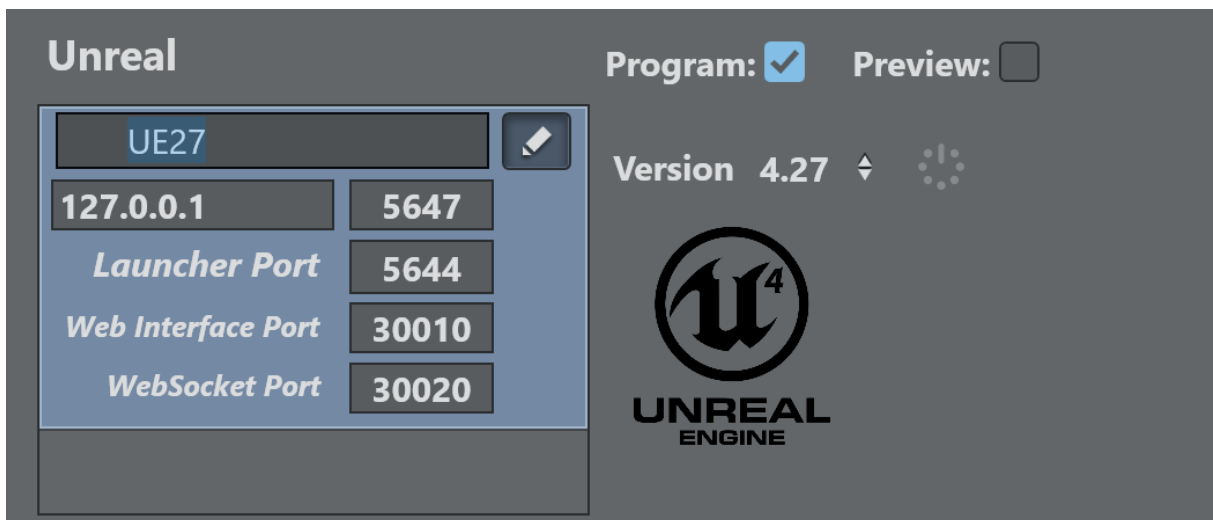 Unreal
Program: Preview:
UE27
127.0.0.1 5647
Launcher Port 5644
Web Interface Port 30010
WebSocket Port 30020
Version 4.27
U4
UNREAL
ENGINE